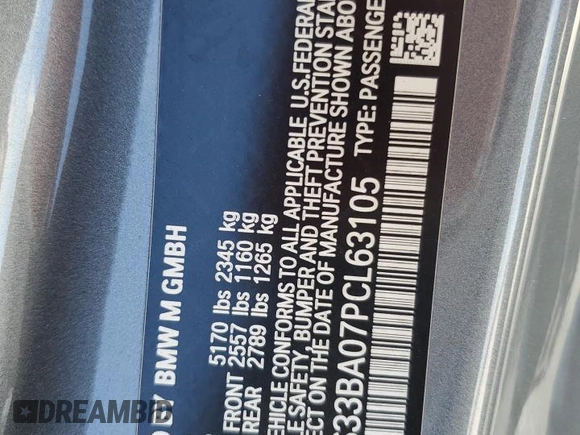 BY BMW M GMBH
5170 lbs 2345 kg
FRONT 2557 lbs 1160 kg
REAR 2789 lbs 1265 kg
VEHICLE CONFORMS TO ALL APPLICABLE U.S. FEDERAL
SAFETY, BUMPER AND THEFT PREVENTION STA
ON THE DATE OF MANUFACTURE SHOWN ABO
33BA07PCL63105 TYPE: PASSENGE
DREAMBID